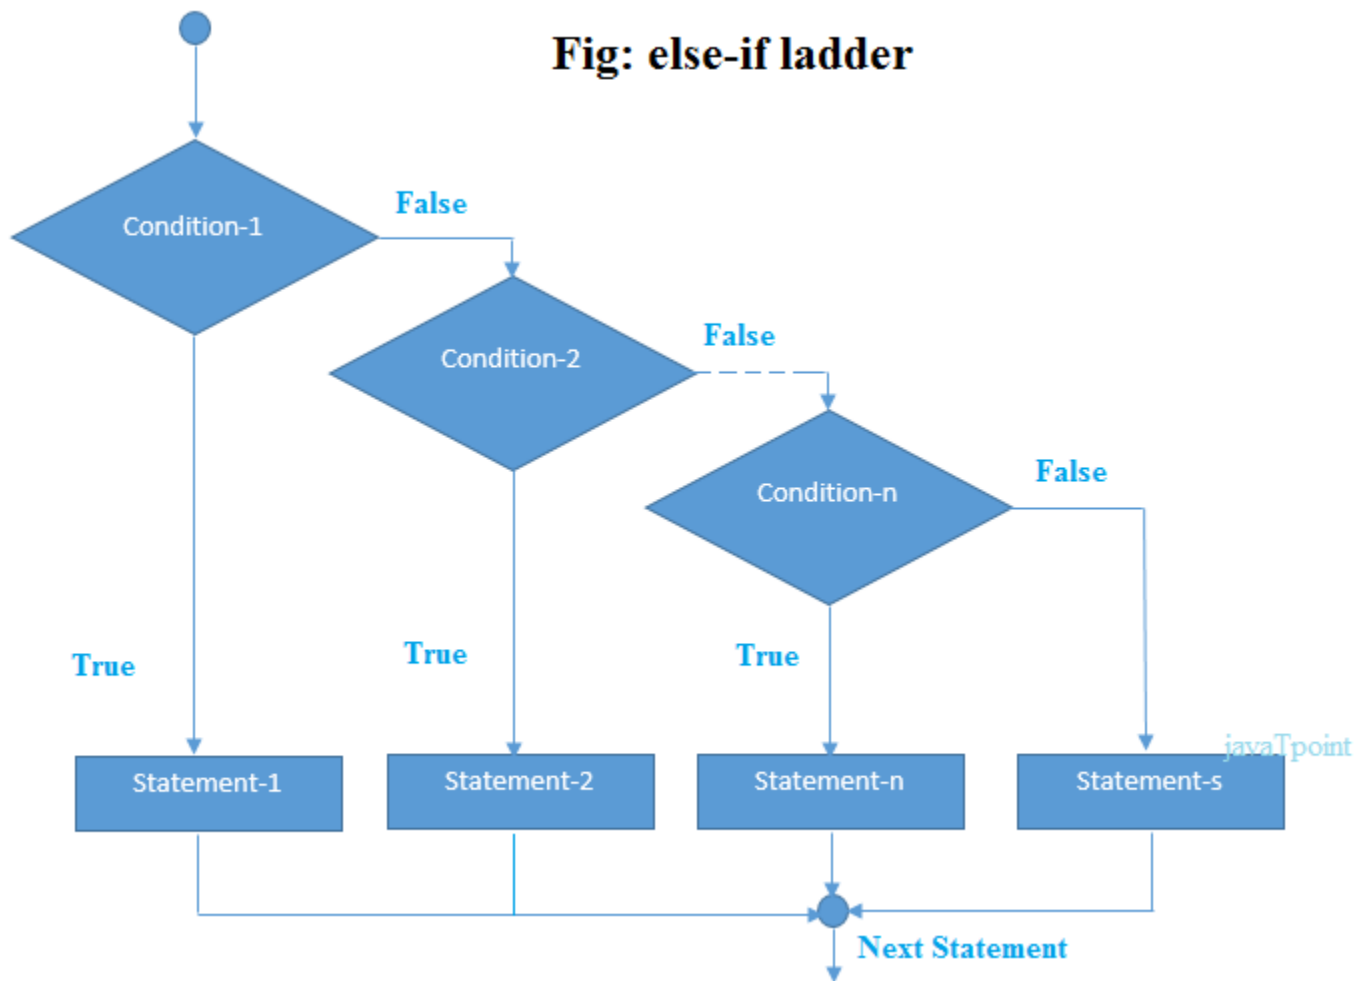 Fig: else-if ladder
Condition-1
False
Condition-2
False
Condition-n
False
True
True
True
javaTpoint
Statement-1
Statement-2
Statement-n
Statement-s
Next Statement